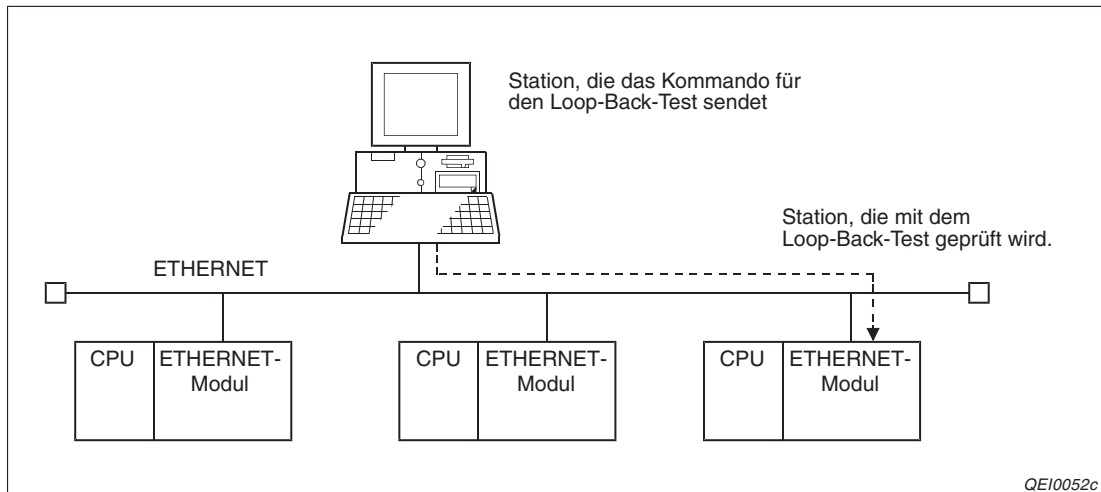 Station, die das Kommando für
den Loop-Back-Test sendet
Station, die mit dem
Loop-Back-Test geprüft wird.
ETHERNET
CPU
ETHERNET-
Modul
CPU
ETHERNET-
Modul
CPU
ETHERNET-
Modul
QEI0052c